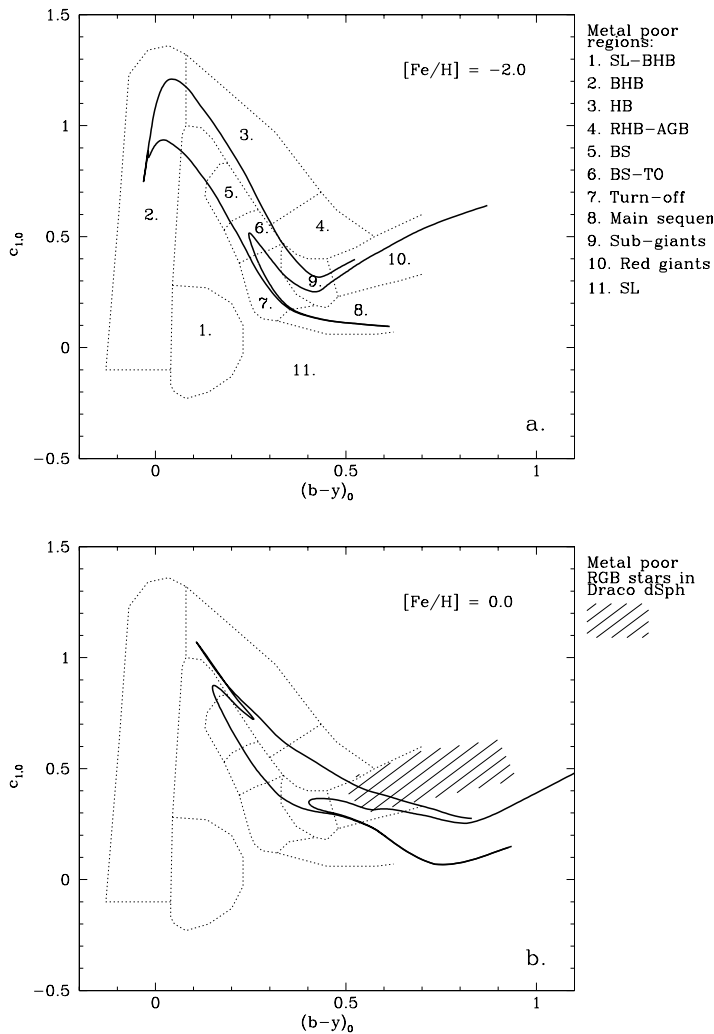 1.5
1
0.5
0
−0.5
c1,0
[Fe/H] = −2.0
3.
5.
2.
6.
4.
9.
10.
7.
8.
1.
11.
a.
0
0.5
1
(b−y)0
Metal poor
regions:
1. SL−BHB
2. BHB
3. HB
4. RHB−AGB
5. BS
6. BS−TO
7. Turn−off
8. Main sequen
9. Sub−giants
10. Red giants
11. SL
1.5
1
0.5
0
−0.5
c1,0
[Fe/H] = 0.0
b.
0
0.5
1
(b−y)0
Metal poor
RGB stars in
Draco dSph